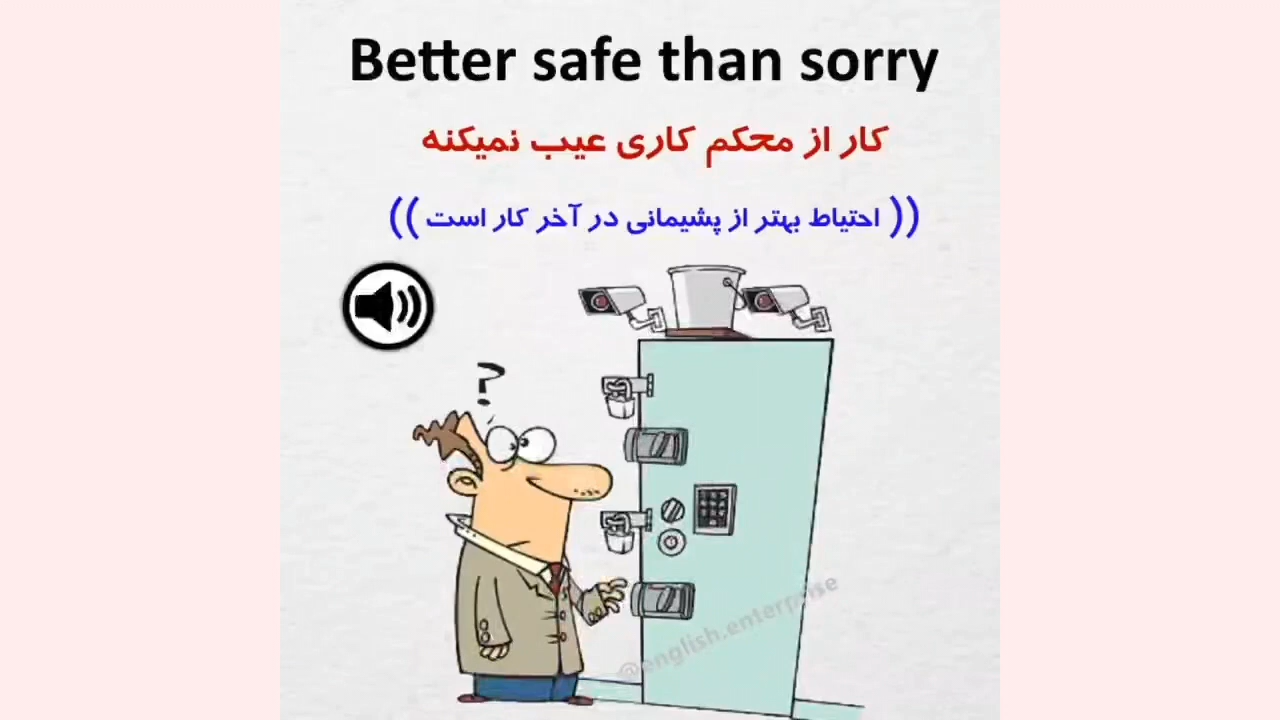 Better safe than sorry
کار از محکم کاری عیب نمیکنه
(( احتیاط بهتر از پشیمانی در آخر کار است ))
?
@english.enterprise